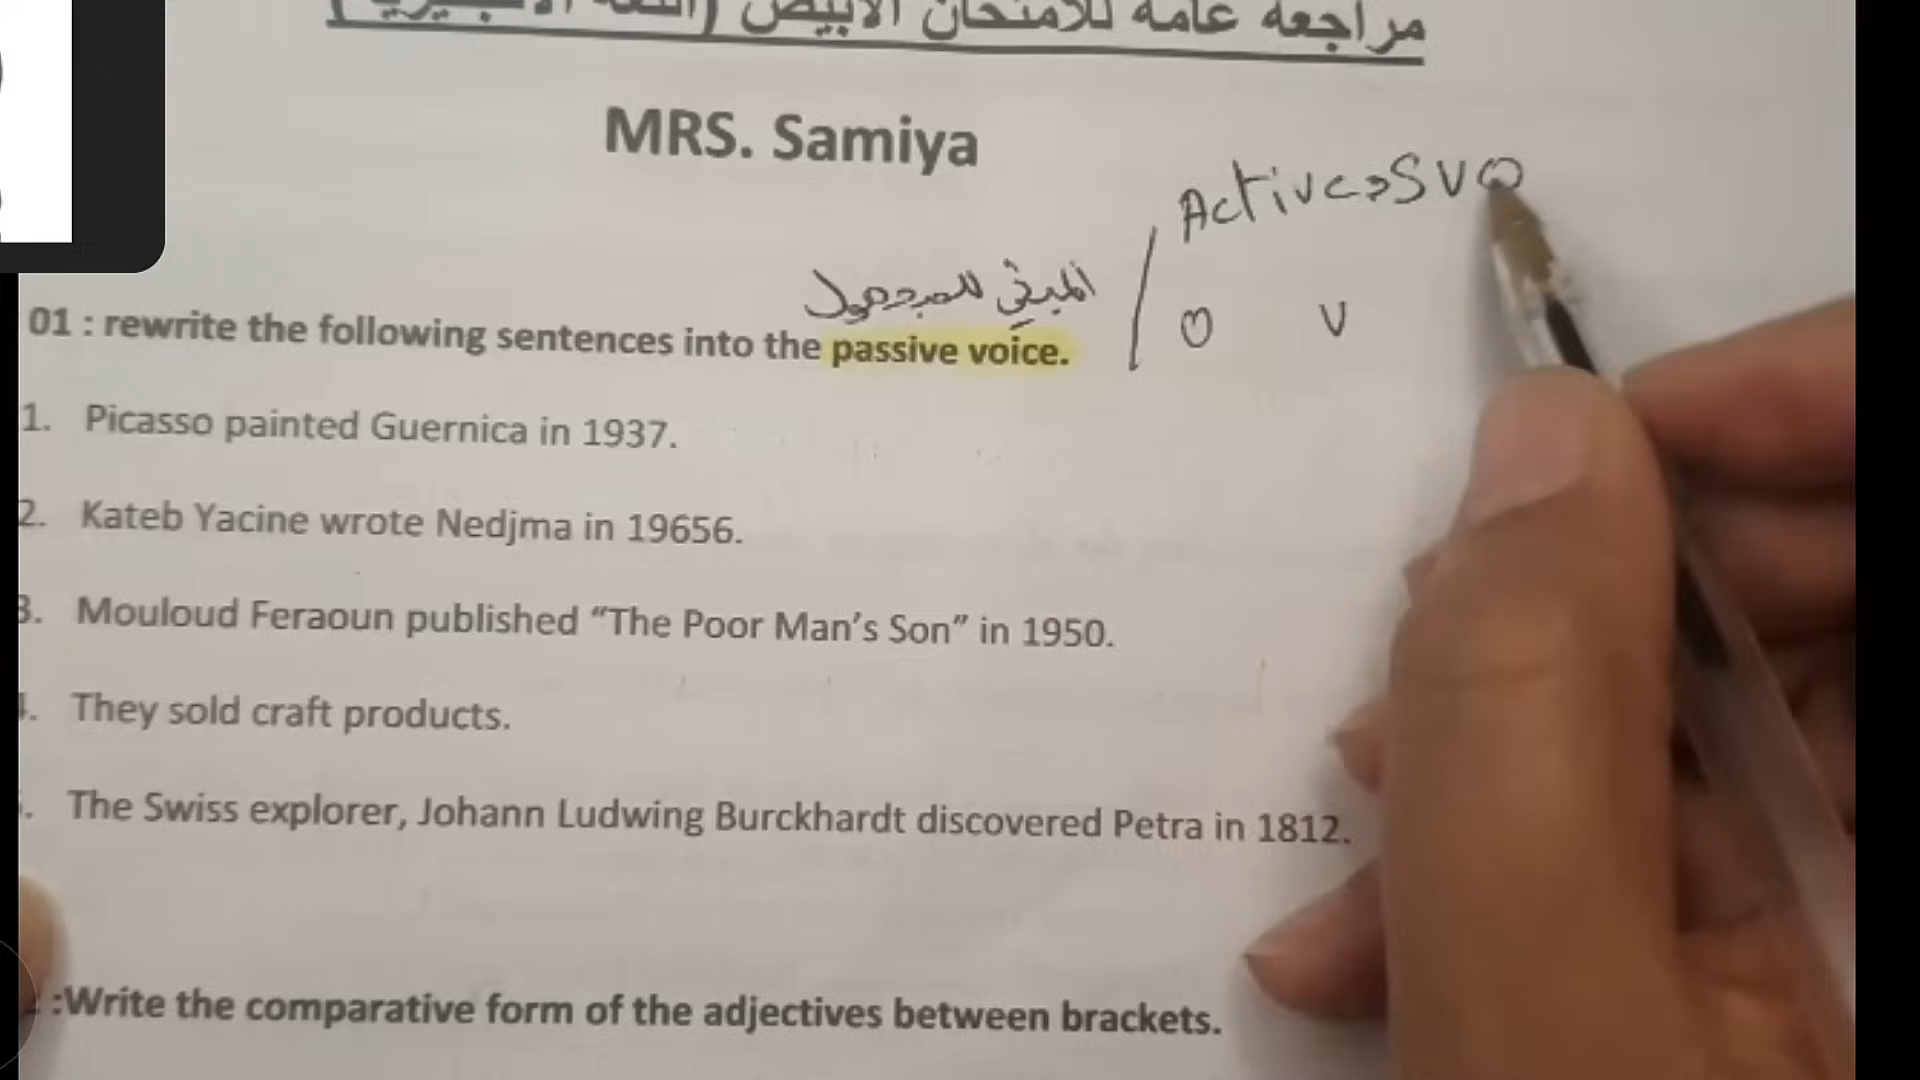 مراجعة عامة للامتحان الأبيض (اللغة الانجليزية)
MRS. Samiya
Active => S V O
المبني للمجهول / O V
01 : rewrite the following sentences into the passive voice.
1. Picasso painted Guernica in 1937.
2. Kateb Yacine wrote Nedjma in 19656.
3. Mouloud Feraoun published “The Poor Man’s Son” in 1950.
. They sold craft products.
. The Swiss explorer, Johann Ludwing Burckhardt discovered Petra in 1812.
:Write the comparative form of the adjectives between brackets.